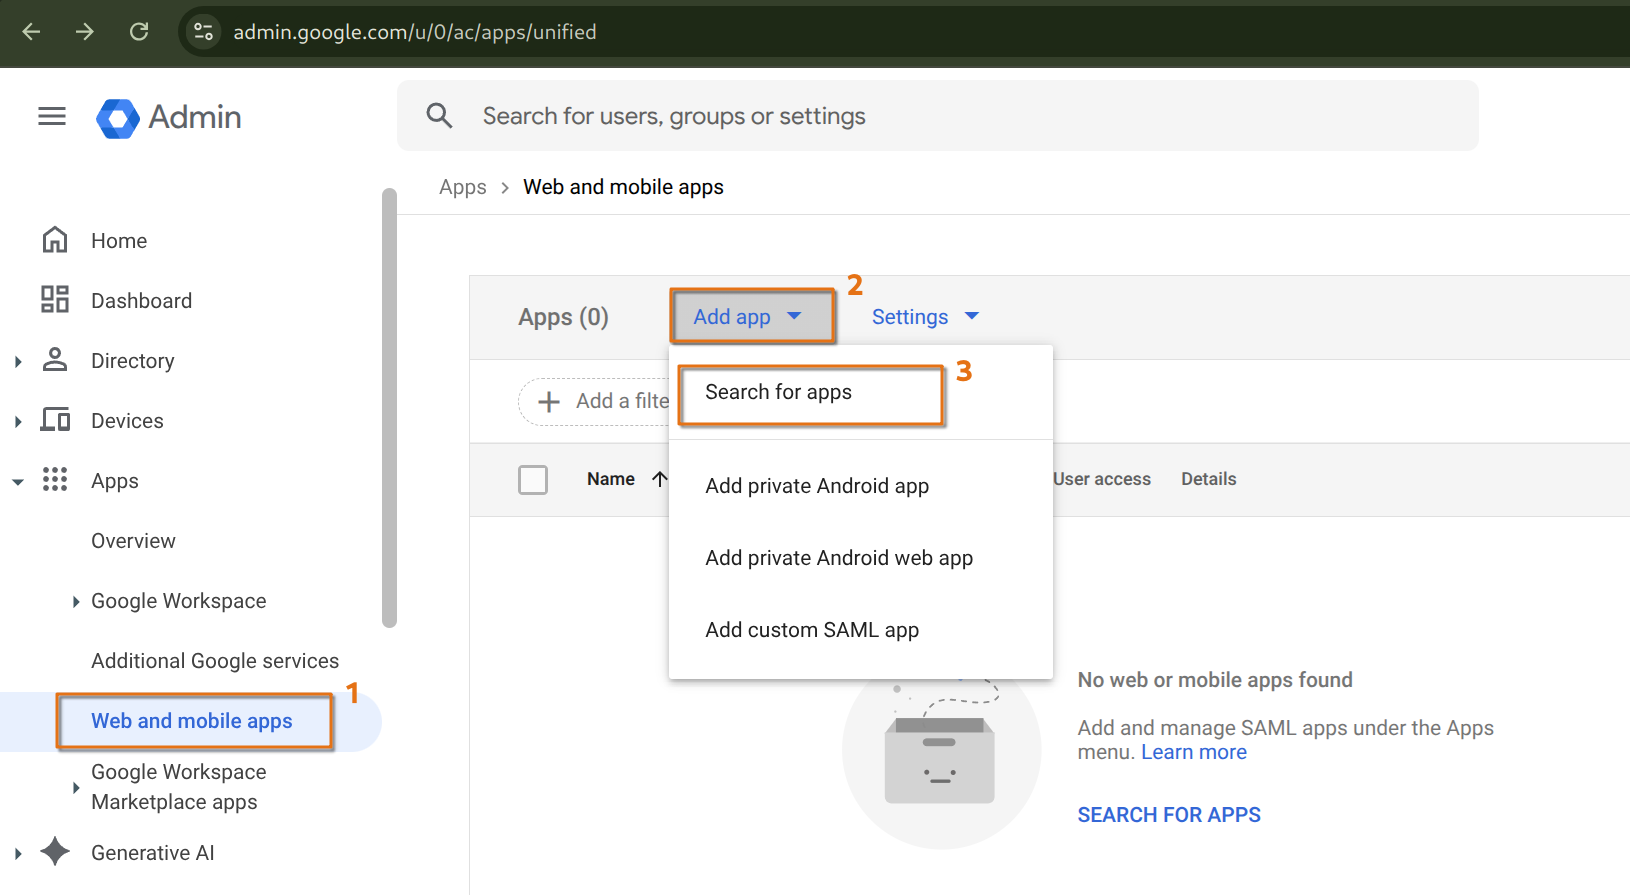 admin.google.com/u/0/ac/apps/unified
Admin
Search for users, groups or settings
Apps > Web and mobile apps
Home
Dashboard
Directory
Devices
Apps
Overview
Google Workspace
Additional Google services
Web and mobile apps
1
Google Workspace
Marketplace apps
Generative AI
Apps (0)
Add app
2
Settings
Add a filte
Search for apps
3
Add private Android app
Add private Android web app
Add custom SAML app
Name
User access
Details
No web or mobile apps found
Add and manage SAML apps under the Apps
menu. Learn more
SEARCH FOR APPS